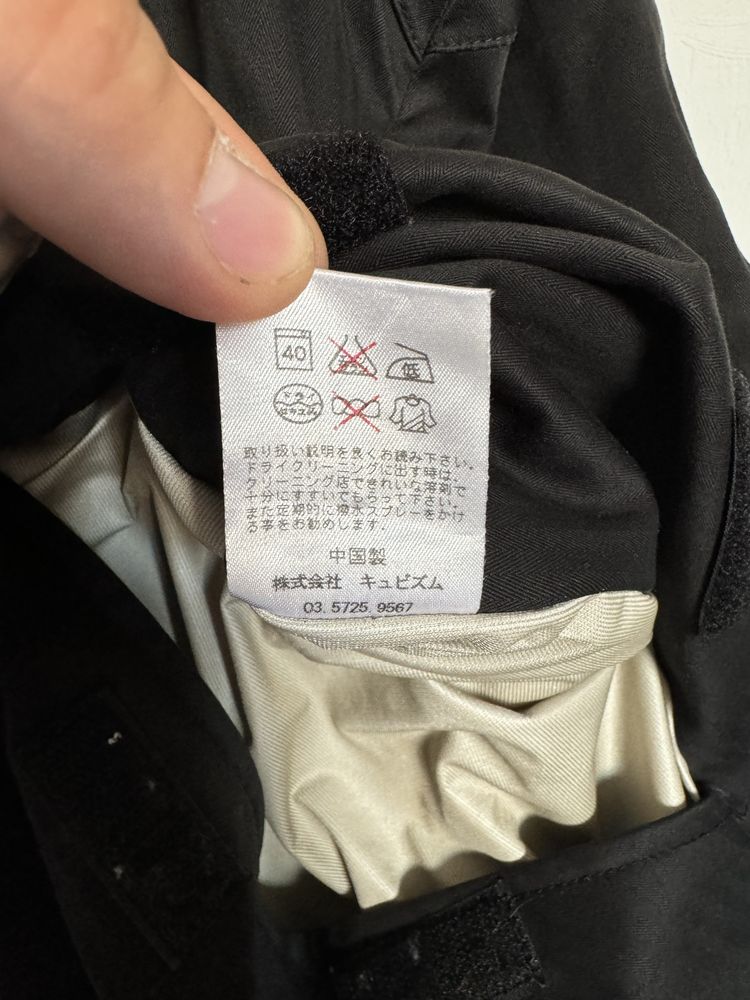 40
低
ドライ
取り扱い説明を良くお読み下さい。
ドライクリーニングに出す時は、
クリーニング店できれいな溶剤で
十分にすすいでもらって下さい。
また定期的に撥水スプレーをかけ
る事をお勧めします.
中国製
株式会社 キュビズム
03. 5725. 9567